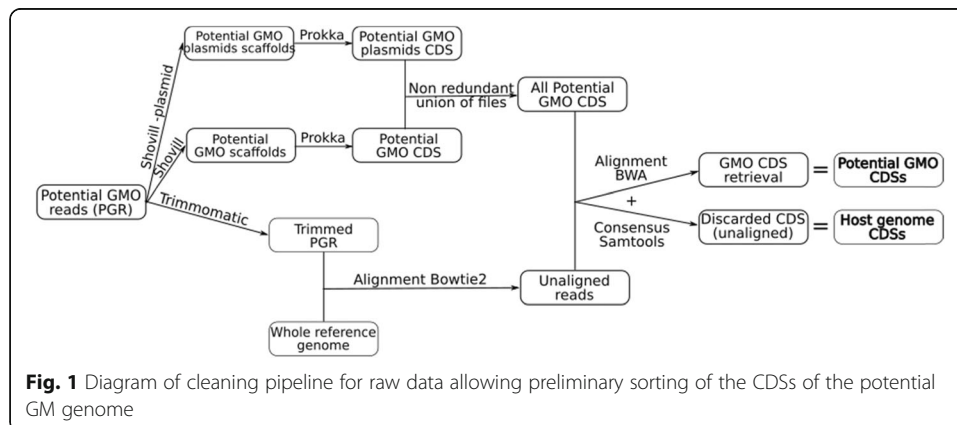 Potential GMO
plasmids scaffolds
Prokka
Potential GMO
plasmids CDS
Shovill -plasmid
Non redundant
union of files
All Potential
GMO CDS
Shovill
Potential
GMO scaffolds
Prokka
Potential
GMO CDS
Alignment
BWA
GMO CDS
retrieval
=
Potential GMO
CDSs
Potential GMO
reads (PGR)
Trimmomatic
+
Consensus
Samtools
Discarded CDS
(unaligned)
=
Host genome
CDSs
Trimmed
PGR
Alignment Bowtie2
Unaligned
reads
Whole reference
genome
Fig. 1 Diagram of cleaning pipeline for raw data allowing preliminary sorting of the CDSs of the potential
GM genome